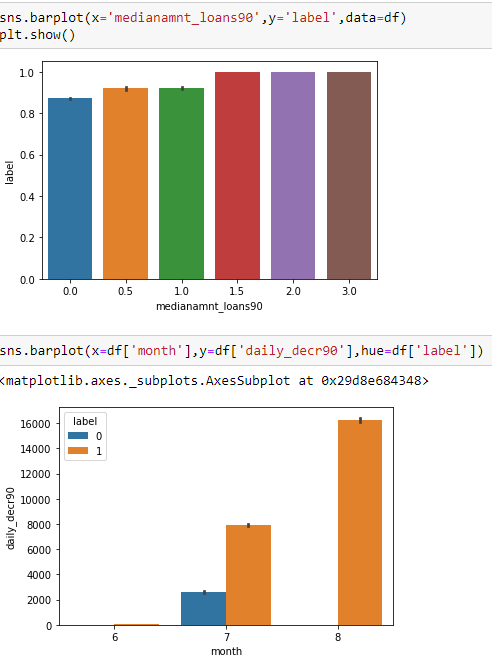 sns.barplot(x='medianamnt_loans90',y='label',data=df)
plt.show()
1.0
0.8
0.6
0.4
0.2
0.0
label
0.0 0.5 1.0 1.5 2.0 3.0
medianamnt_loans90
sns.barplot(x=df['month'],y=df['daily_decr90'],hue=df['label'])
<matplotlib.axes._subplots.AxesSubplot at 0x29d8e684348>
label
0
1
16000
14000
12000
10000
8000
6000
4000
2000
0
daily_decr90
6 7 8
month